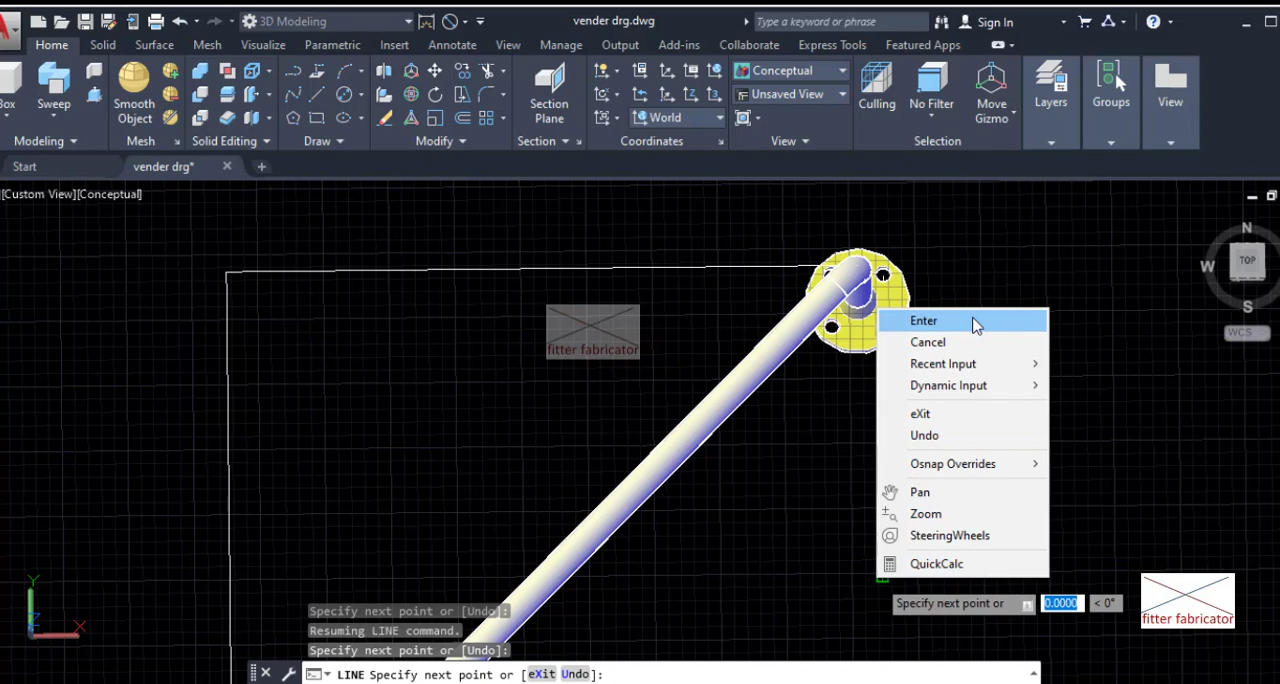 3D Modeling
vender drg.dwg
Type a keyword or phrase
Sign In
Home Solid Surface Mesh Visualize Parametric Insert Annotate View Manage Output Add-ins Collaborate Express Tools Featured Apps
Box
Sweep
Smooth Object
Section Plane
World
Conceptual
Unsaved View
Culling
No Filter
Move Gizmo
Layers
Groups
View
Modeling
Mesh
Solid Editing
Draw
Modify
Section
Coordinates
View
Selection
Start
vender drg*
[Custom View][Conceptual]
N
W
TOP
S
WCS
fitter fabricator
Enter
Cancel
Recent Input
Dynamic Input
eXit
Undo
Osnap Overrides
Pan
Zoom
SteeringWheels
QuickCalc
Y
X
Specify next point or
0.0000
< 0°
fitter fabricator
Specify next point or [Undo]:
Resuming LINE command.
Specify next point or [Undo]:
LINE Specify next point or [eXit Undo]: